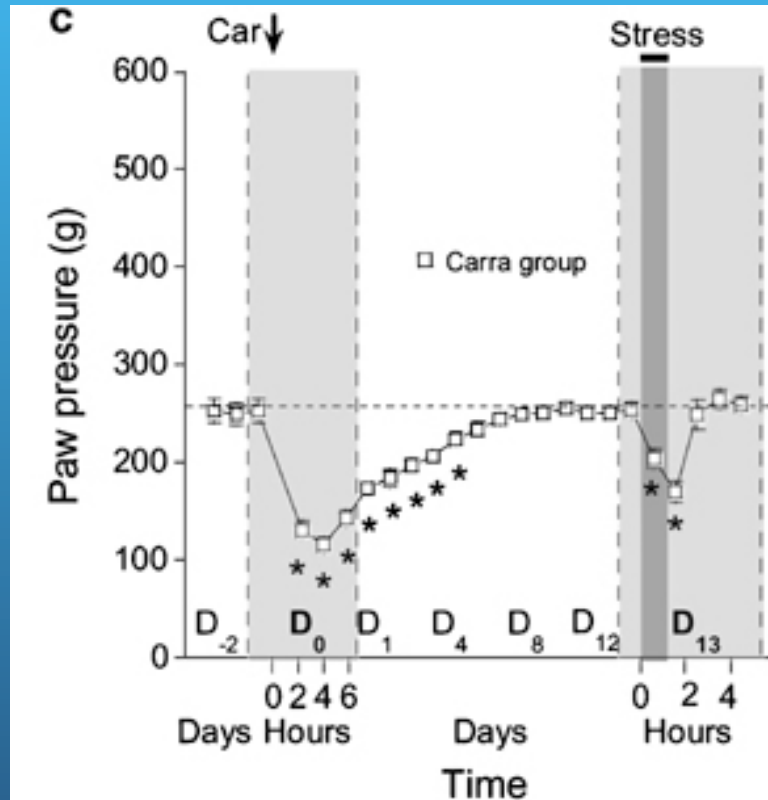 C
Car
Stress
600
500
400
300
200
100
0
Paw pressure (g)
Carra group
* * * * * * * * * *
D-2 D0 D1 D4 D8 D12 D13
0 2 4 6 0 2 4
Days Hours Days Hours
Time